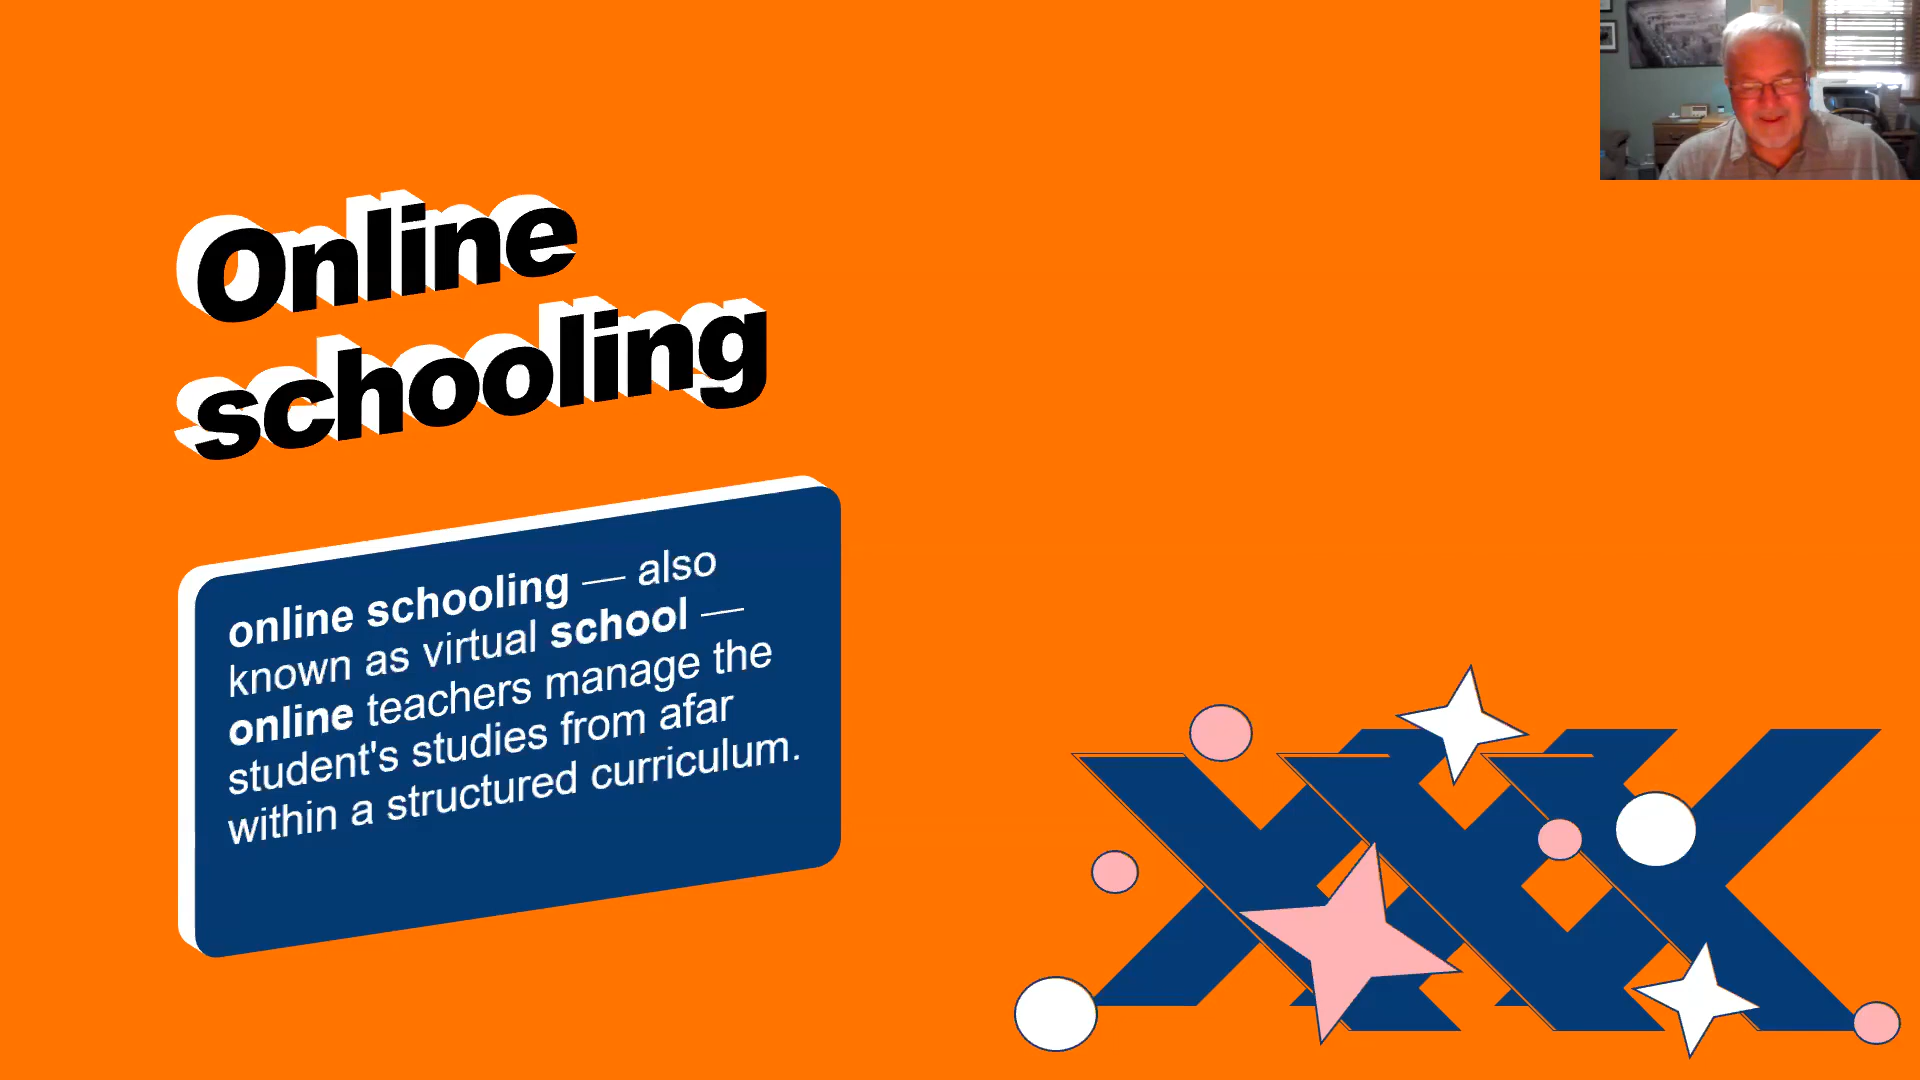 Online
schooling
online schooling — also
known as virtual school —
online teachers manage the
student's studies from afar
within a structured curriculum.